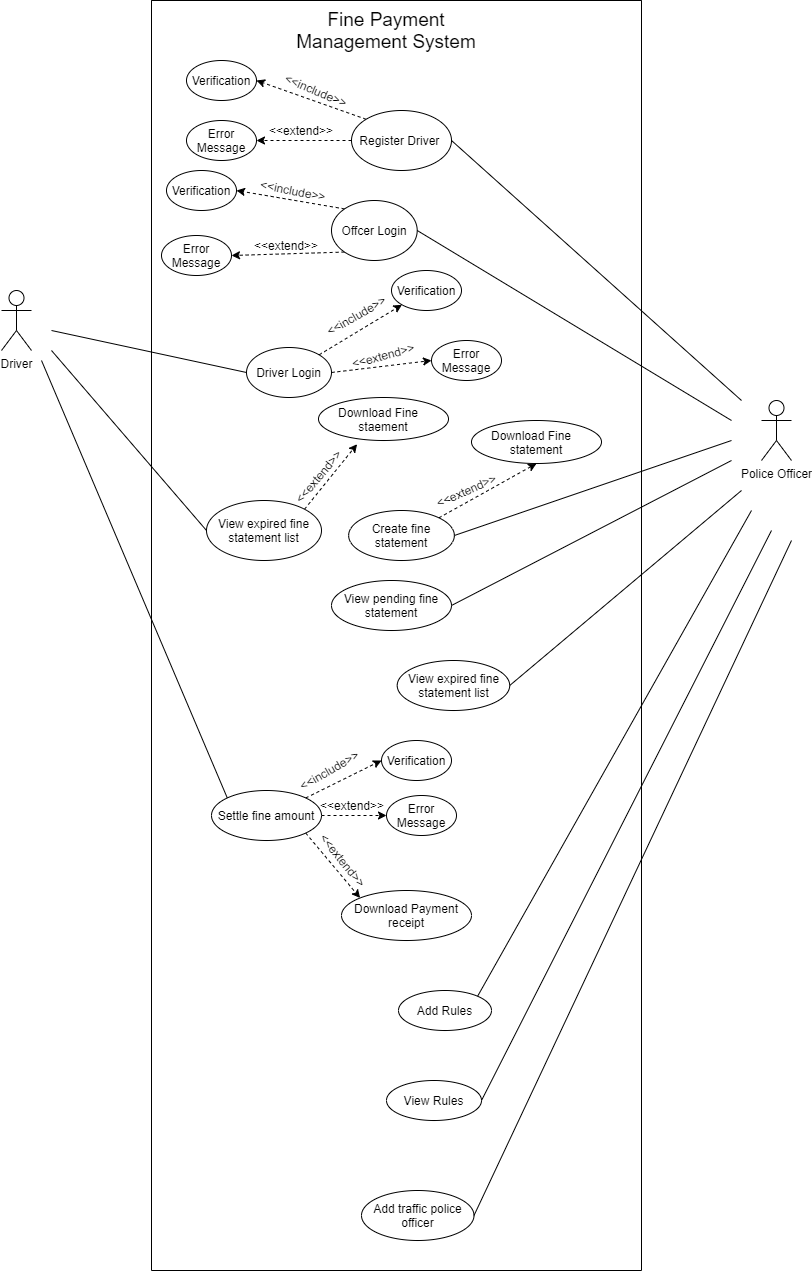 Fine Payment
Management System
Verification
<<include>>
Error
Message
<<extend>>
Register Driver
Verification
<<include>>
Offcer Login
Error
Message
<<extend>>
Verification
<<include>>
Driver
Driver Login
<<extend>>
Error
Message
Download Fine
staement
Download Fine
statement
Police Officer
<<extend>>
<<extend>>
View expired fine
statement list
Create fine
statement
View pending fine
statement
View expired fine
statement list
<<include>>
Verification
Settle fine amount
<<extend>>
Error
Message
<<extend>>
Download Payment
receipt
Add Rules
View Rules
Add traffic police
officer